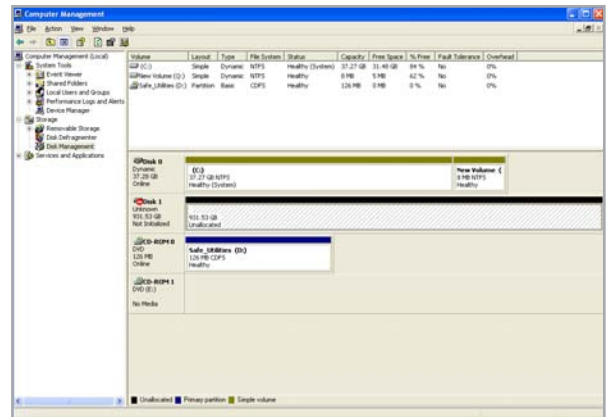 Computer Management
File Action View Window Help
Computer Management (Local)
System Tools
Event Viewer
Shared Folders
Local Users and Groups
Performance Logs and Alerts
Device Manager
Storage
Removable Storage
Disk Defragmenter
Disk Management
Services and Applications
Volume Layout Type File System Status Capacity Free Space % Free Fault Tolerance Overhead
(C:) Simple Dynamic NTFS Healthy (System) 37.27 GB 31.48 GB 84 % No 0%
New Volume (Q:) Simple Dynamic NTFS Healthy 8 MB 5 MB 62 % No 0%
Safe_Utilities (D:) Partition Basic CDFS Healthy 126 MB 0 MB 0 % No 0%
Disk 0
Dynamic
37.28 GB
Online
(C:)
37.27 GB NTFS
Healthy (System)
New Volume (
8 MB NTFS
Healthy
Disk 1
Unknown
931.53 GB
Not Initialized
931.53 GB
Unallocated
CD-ROM 0
DVD
126 MB
Online
Safe_Utilities (D:)
126 MB CDFS
Healthy
CD-ROM 1
DVD (E:)
No Media
Unallocated Primary partition Simple volume